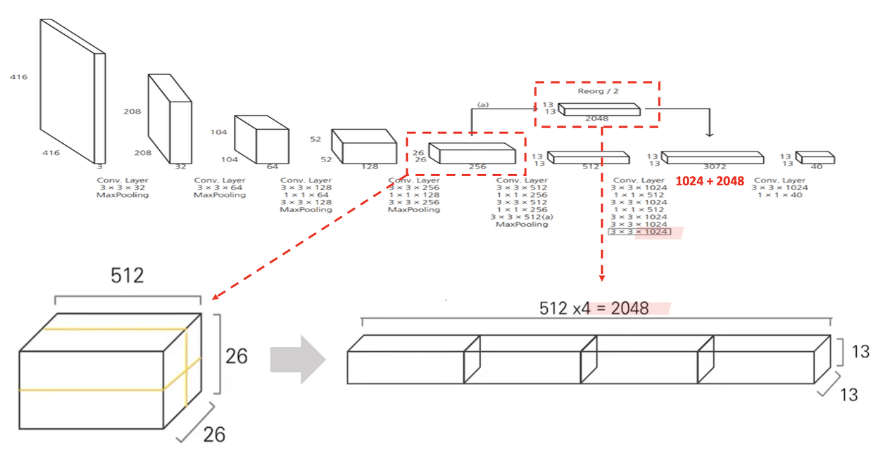 416
416
3
208
208
32
104
104
64
52
52
128
26
26
256
(a)
Reorg / 2
13
13
2048
13
13
512
13
13
3072
1024 + 2048
13
13
40
Conv. Layer
3 × 3 × 32
MaxPooling
Conv. Layer
3 × 3 × 64
MaxPooling
Conv. Layer
3 × 3 × 128
1 × 1 × 64
3 × 3 × 128
MaxPooling
Conv. Layer
3 × 3 × 256
1 × 1 × 128
3 × 3 × 256
MaxPooling
Conv. Layer
3 × 3 × 512
1 × 1 × 256
3 × 3 × 512
1 × 1 × 256
3 × 3 × 512(a)
MaxPooling
Conv. Layer
3 × 3 × 1024
1 × 1 × 512
3 × 3 × 1024
1 × 1 × 512
3 × 3 × 1024
3 × 3 × 1024
3 × 3 × 1024
Conv. Layer
3 × 3 × 1024
1 × 1 × 40
512
26
26
512 x4 = 2048
13
13